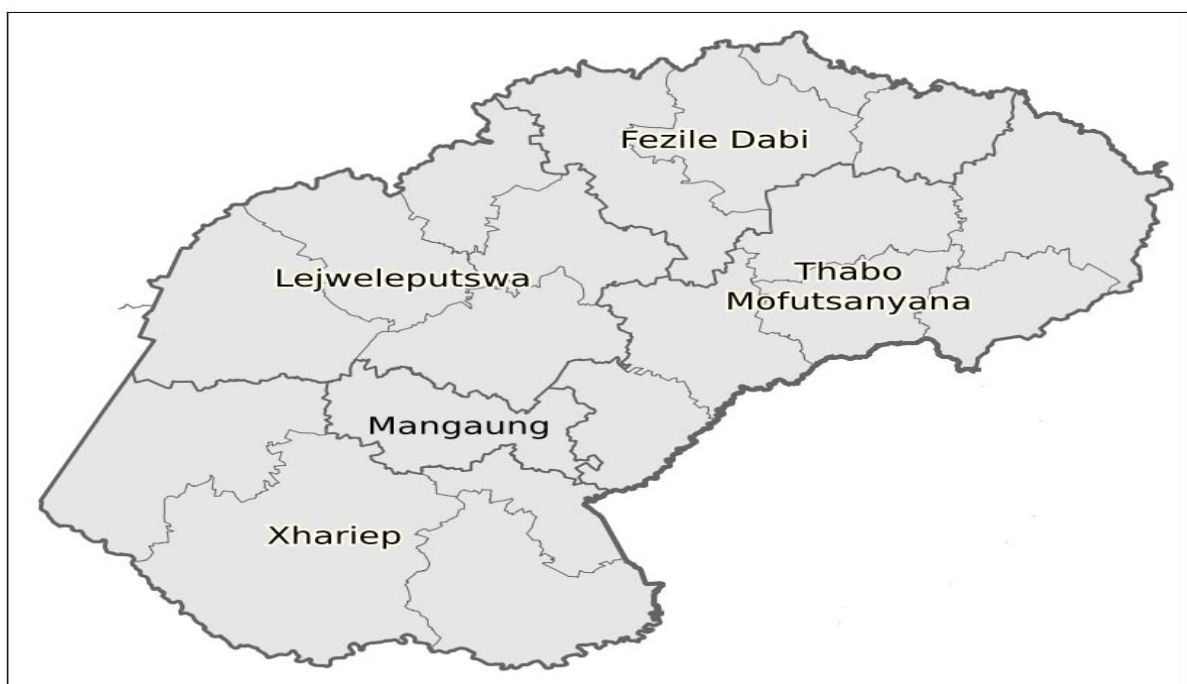 Fezile Dabi
Lejweleputswa
Thabo
Mofutsanyana
Mangaung
Xhariep